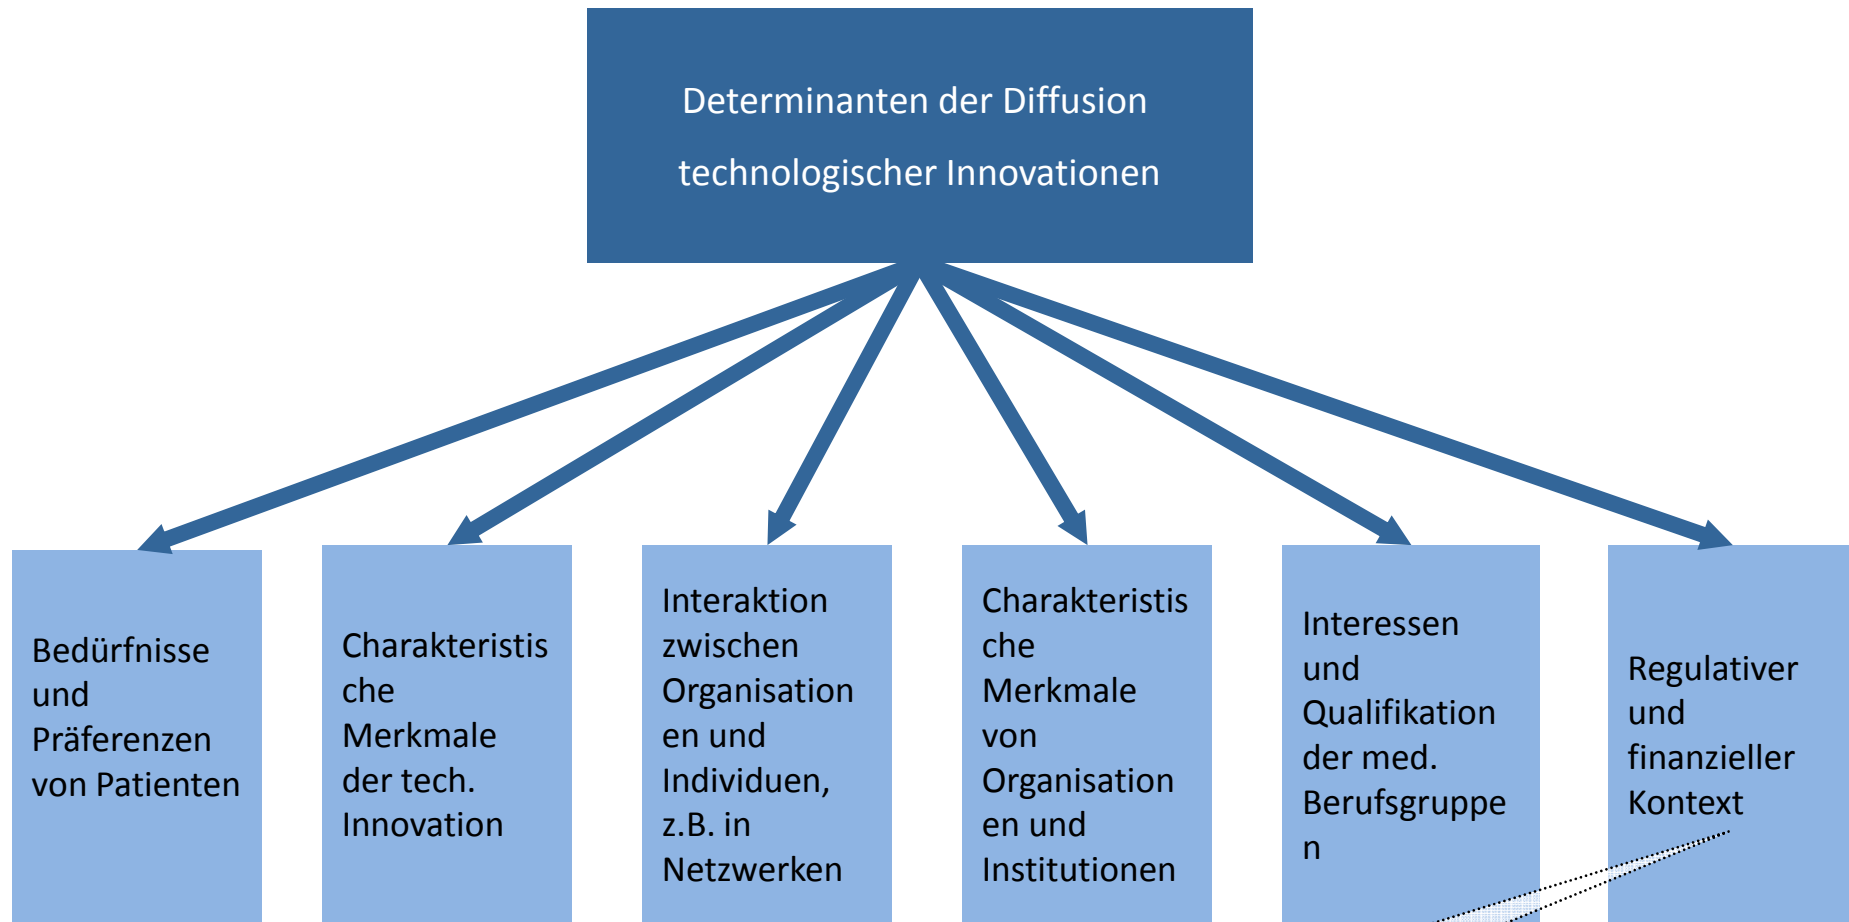 Determinanten der Diffusion
technologischer Innovationen
Bedürfnisse
und
Präferenzen
von Patienten
Charakteristis
che
Merkmale
der tech.
Innovation
Interaktion
zwischen
Organisation
en und
Individuen,
z.B. in
Netzwerken
Charakteristis
che
Merkmale
von
Organisation
en und
Institutionen
Interessen
und
Qualifikation
der med.
Berufsgruppe
n
Regulativer
und
finanzieller
Kontext